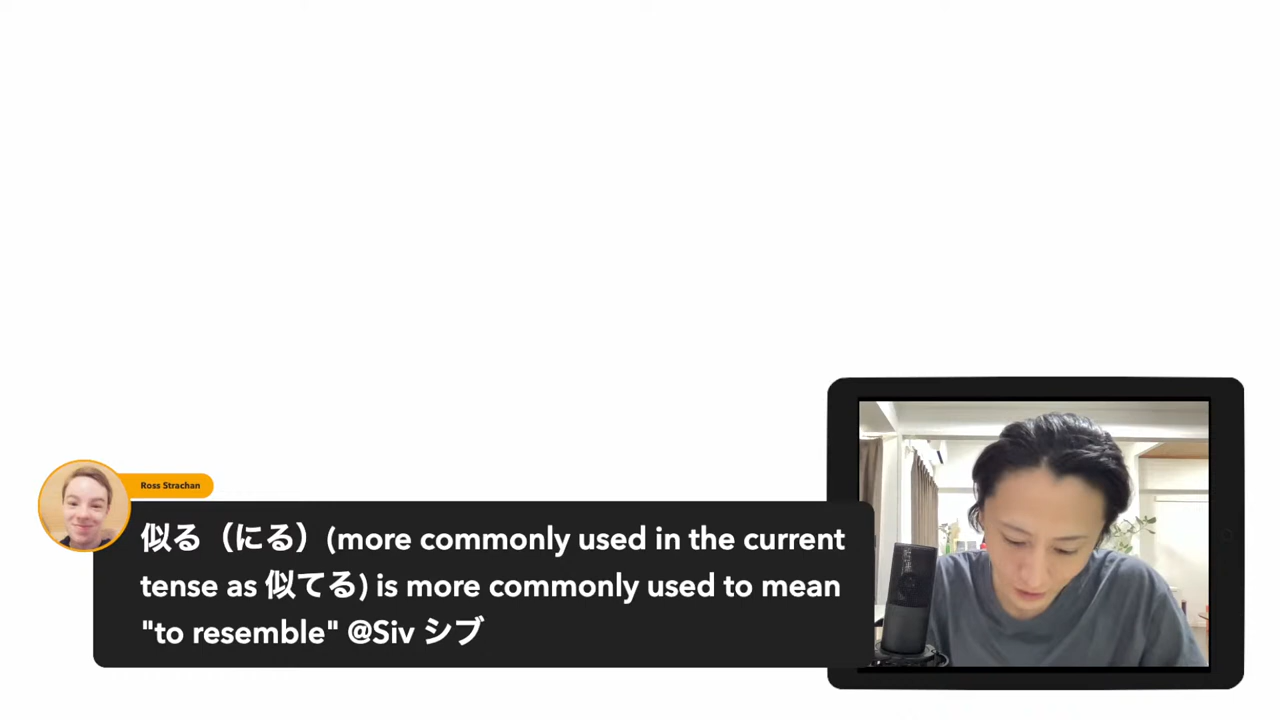 Ross Strachan
似る（にる）(more commonly used in the current
tense as 似てる) is more commonly used to mean
"to resemble" @Siv シブ